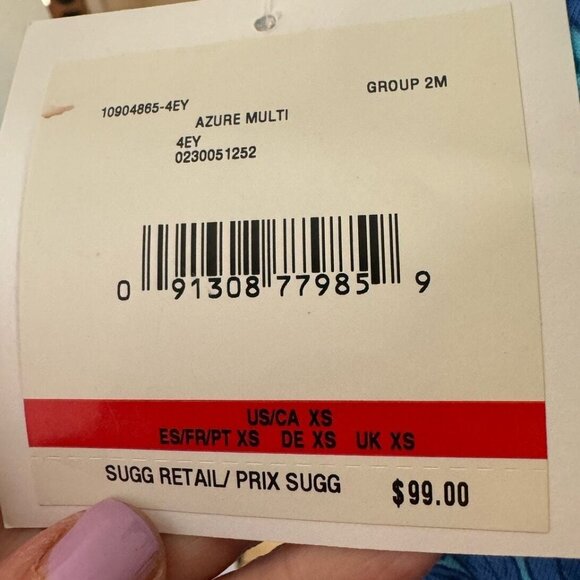 GROUP 2M
10904865-4EY
AZURE MULTI
4EY
0230051252
0 91308 77985 9
US/CA XS
ES/FR/PT XS DE XS UK XS
SUGG RETAIL/ PRIX SUGG $99.00